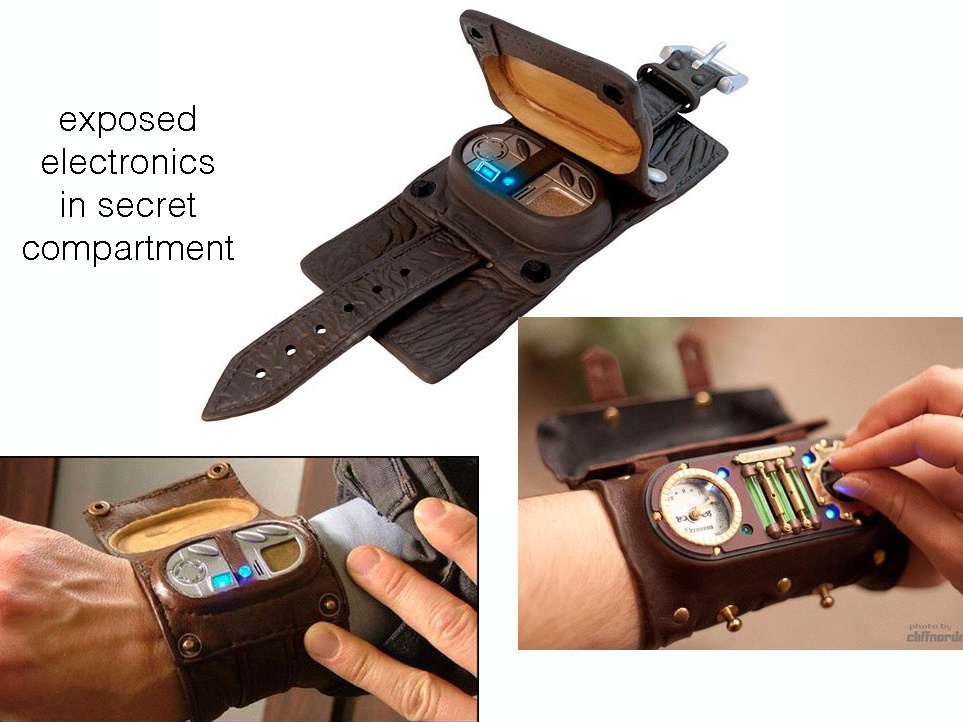 exposed
electronics
in secret
compartment
photo by